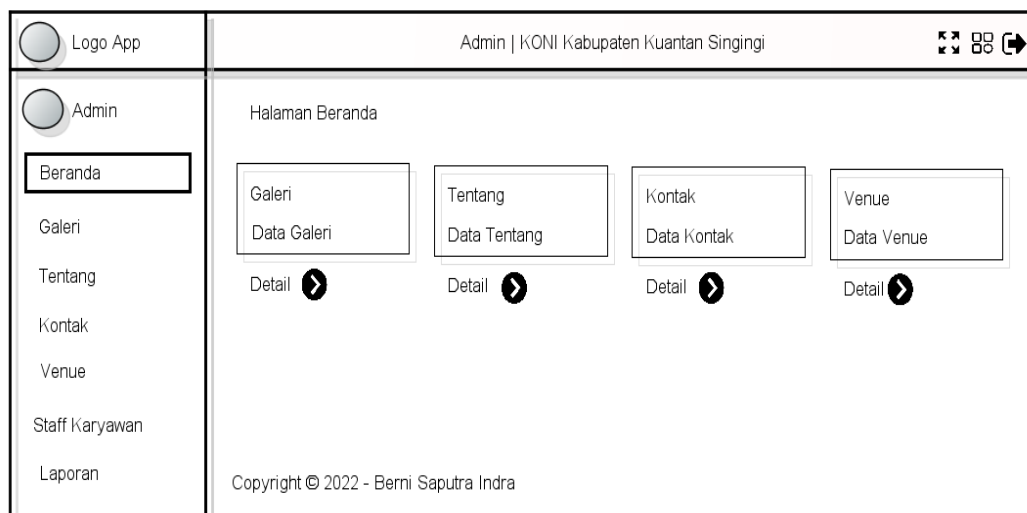 Logo App
Admin | KONI Kabupaten Kuantan Singingi
Admin
Beranda
Galeri
Tentang
Kontak
Venue
Staff Karyawan
Laporan
Halaman Beranda
Galeri
Data Galeri
Detail
Tentang
Data Tentang
Detail
Kontak
Data Kontak
Detail
Venue
Data Venue
Detail
Copyright © 2022 - Berni Saputra Indra